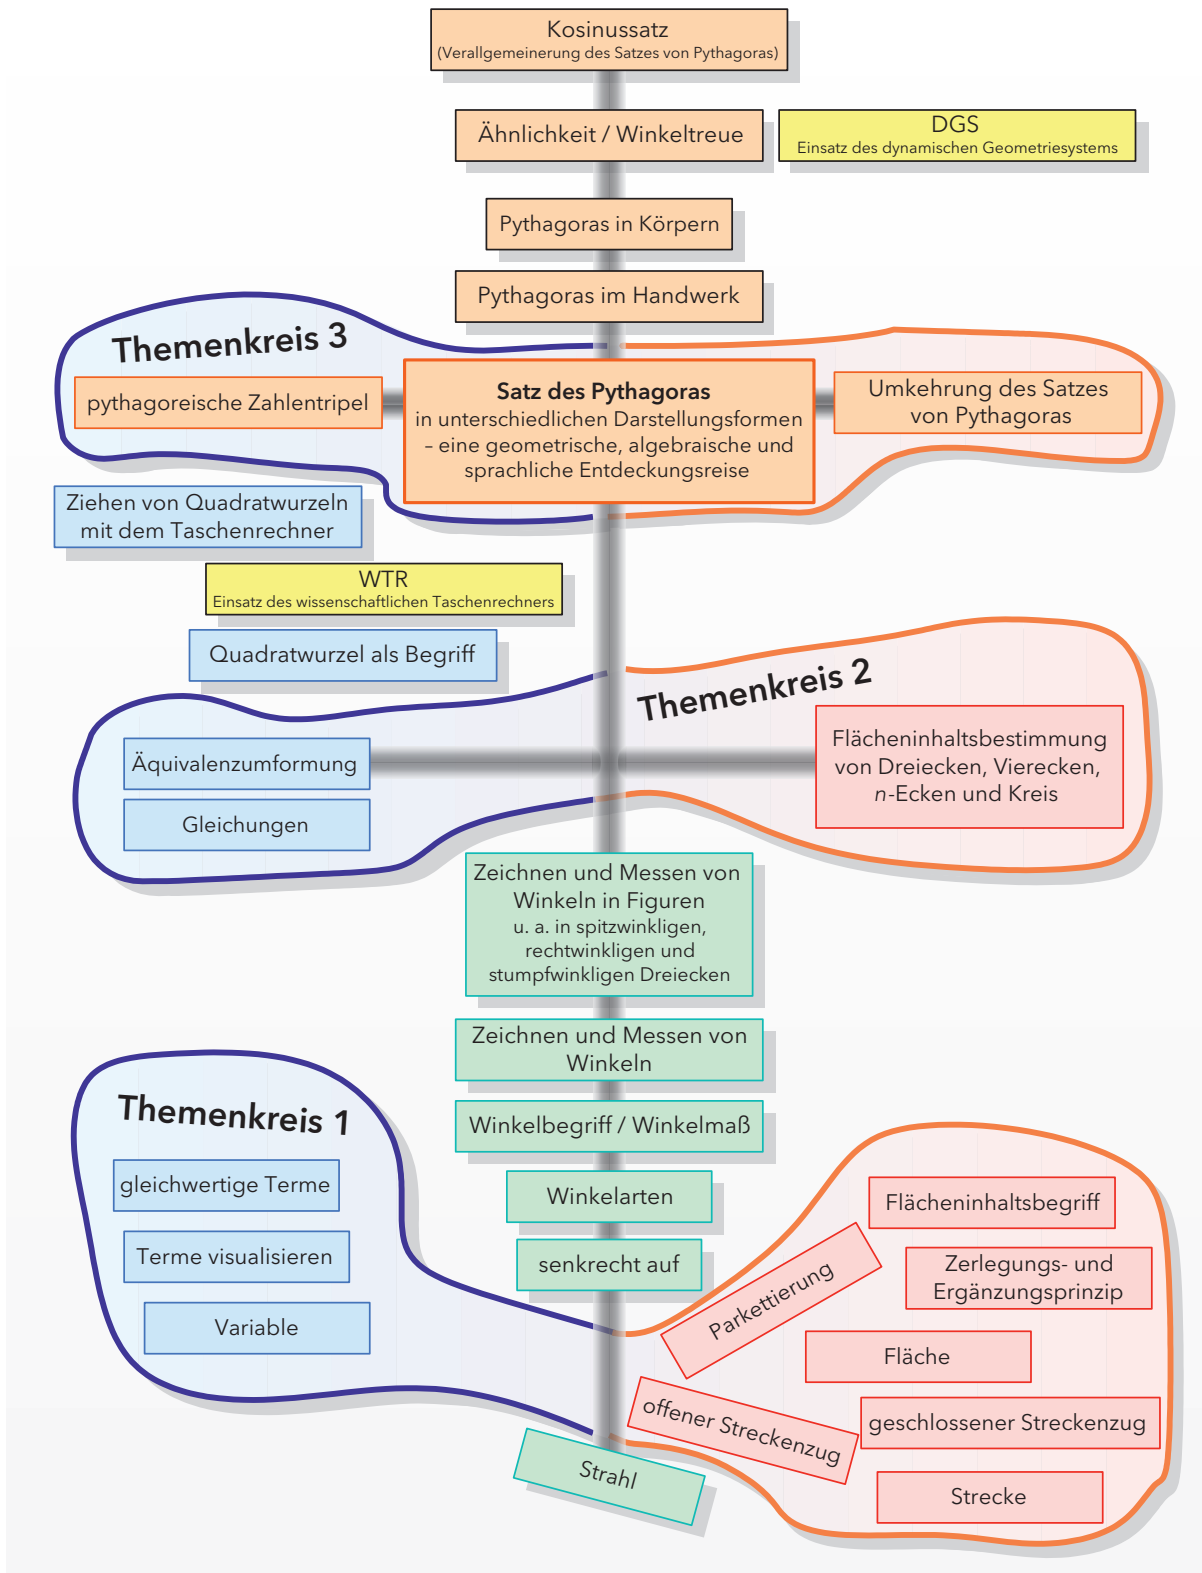 Kosinussatz
(Verallgemeinerung des Satzes von Pythagoras)
Ähnlichkeit / Winkeltreue
DGS
Einsatz des dynamischen Geometriesystems
Pythagoras in Körpern
Pythagoras im Handwerk
Themenkreis 3
pythagoreische Zahlentripel
Satz des Pythagoras
in unterschiedlichen Darstellungsformen
– eine geometrische, algebraische und
sprachliche Entdeckungsreise
Umkehrung des Satzes
von Pythagoras
Ziehen von Quadratwurzeln
mit dem Taschenrechner
WTR
Einsatz des wissenschaftlichen Taschenrechners
Quadratwurzel als Begriff
Themenkreis 2
Äquivalenzumformung
Gleichungen
Flächeninhaltsbestimmung
von Dreiecken, Vierecken,
n-Ecken und Kreis
Zeichnen und Messen von
Winkeln in Figuren
u. a. in spitzwinkligen,
rechtwinkligen und
stumpfwinkligen Dreiecken
Zeichnen und Messen von
Winkeln
Themenkreis 1
Winkelbegriff / Winkelmaß
gleichwertige Terme
Winkelarten
Flächeninhaltsbegriff
Terme visualisieren
senkrecht auf
Zerlegungs- und
Ergänzungsprinzip
Parkettierung
Variable
Fläche
offener Streckenzug
geschlossener Streckenzug
Strahl
Strecke